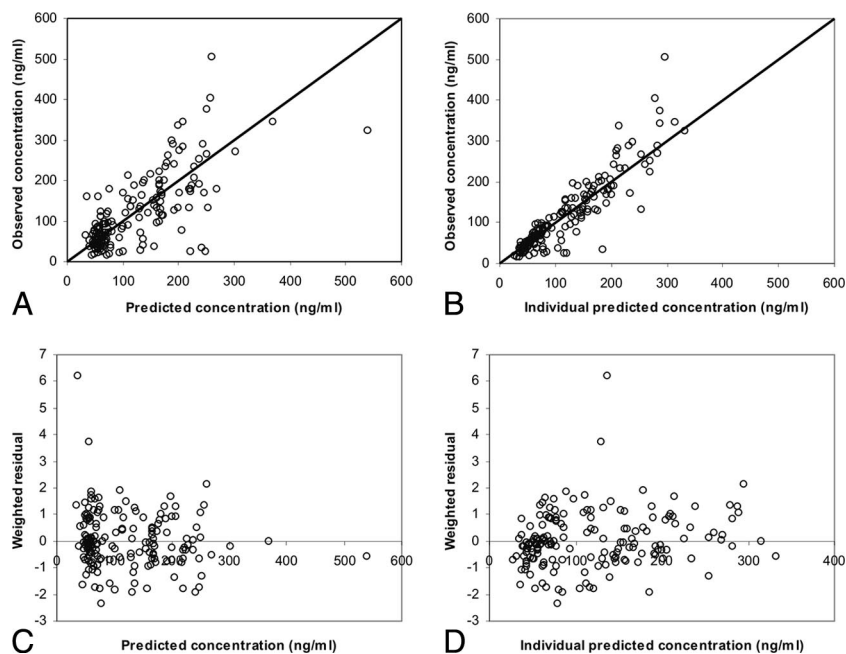 600
500
400
300
200
100
0
Observed concentration (ng/ml)
0 100 200 300 400 500 600
Predicted concentration (ng/ml)
A
600
500
400
300
200
100
0
Observed concentration (ng/ml)
0 100 200 300 400 500 600
Individual predicted concentration (ng/ml)
B
7
6
5
4
3
2
1
0
-1
-2
-3
Weighted residual
0 100 200 300 400 500 600
Predicted concentration (ng/ml)
C
7
6
5
4
3
2
1
0
-1
-2
-3
Weighted residual
0 100 200 300 400
Individual predicted concentration (ng/ml)
D